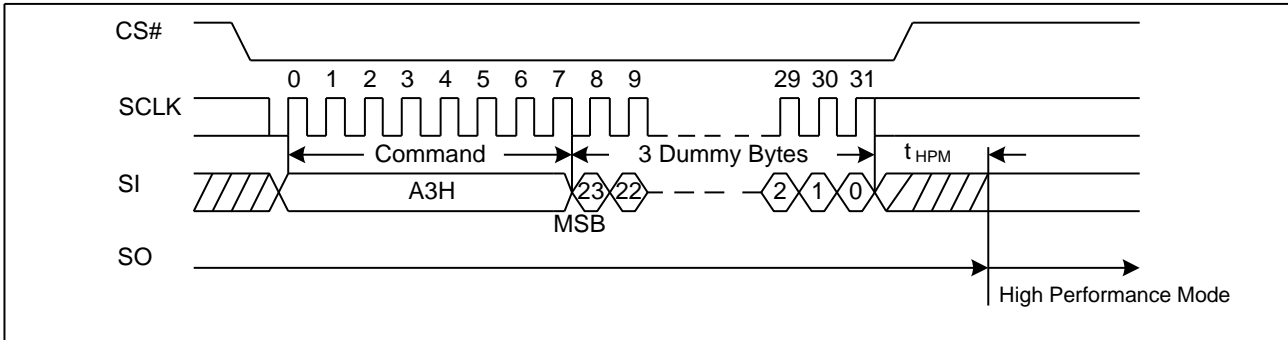 CS#
0 1 2 3 4 5 6 7 8 9 29 30 31
SCLK
Command 3 Dummy Bytes tHPM
SI A3H 23 22 2 1 0
MSB
SO
High Performance Mode